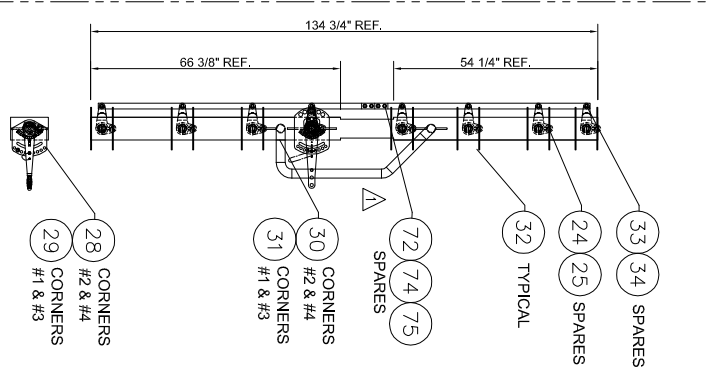 134 3/4" REF.
66 3/8" REF.
54 1/4" REF.
33 34 SPARES
24 25 SPARES
32 TYPICAL
72 74 75
SPARES
1
30 CORNERS
#2 & #4
31 CORNERS
#1 & #3
28 CORNERS
#2 & #4
29 CORNERS
#1 & #3